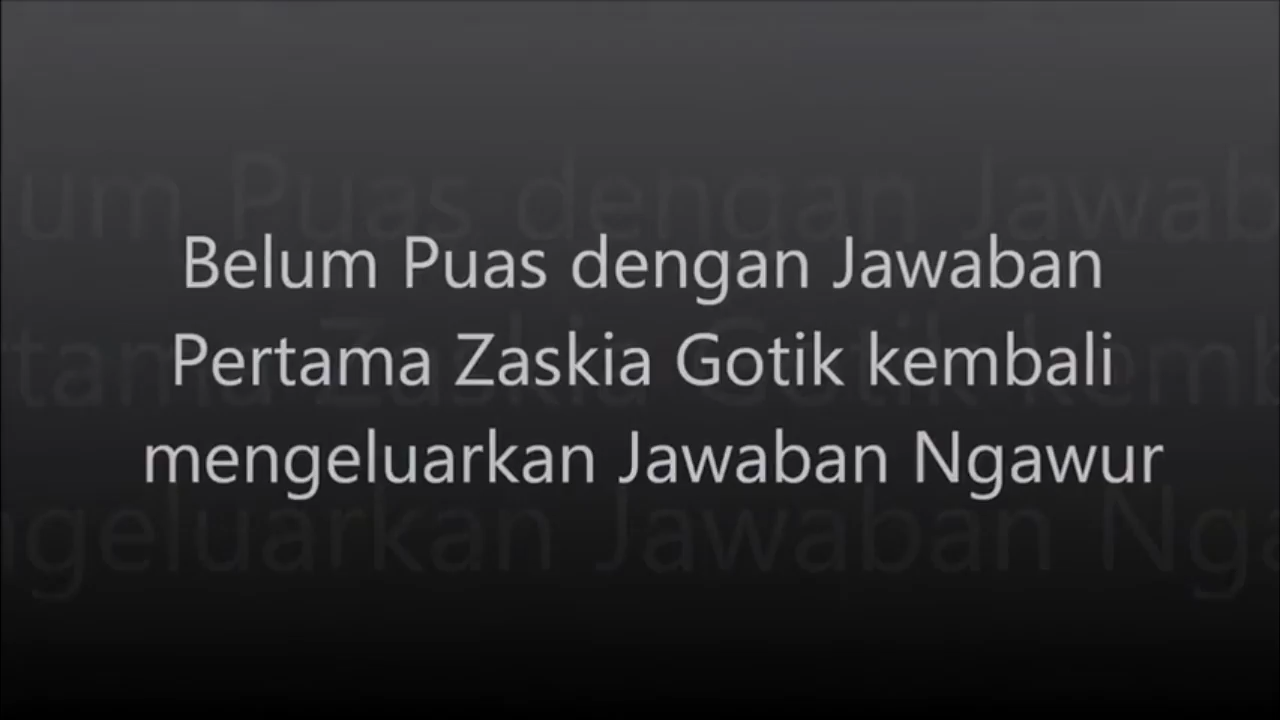 Belum Puas dengan Jawaban
Pertama Zaskia Gotik kembali
mengeluarkan Jawaban Ngawur